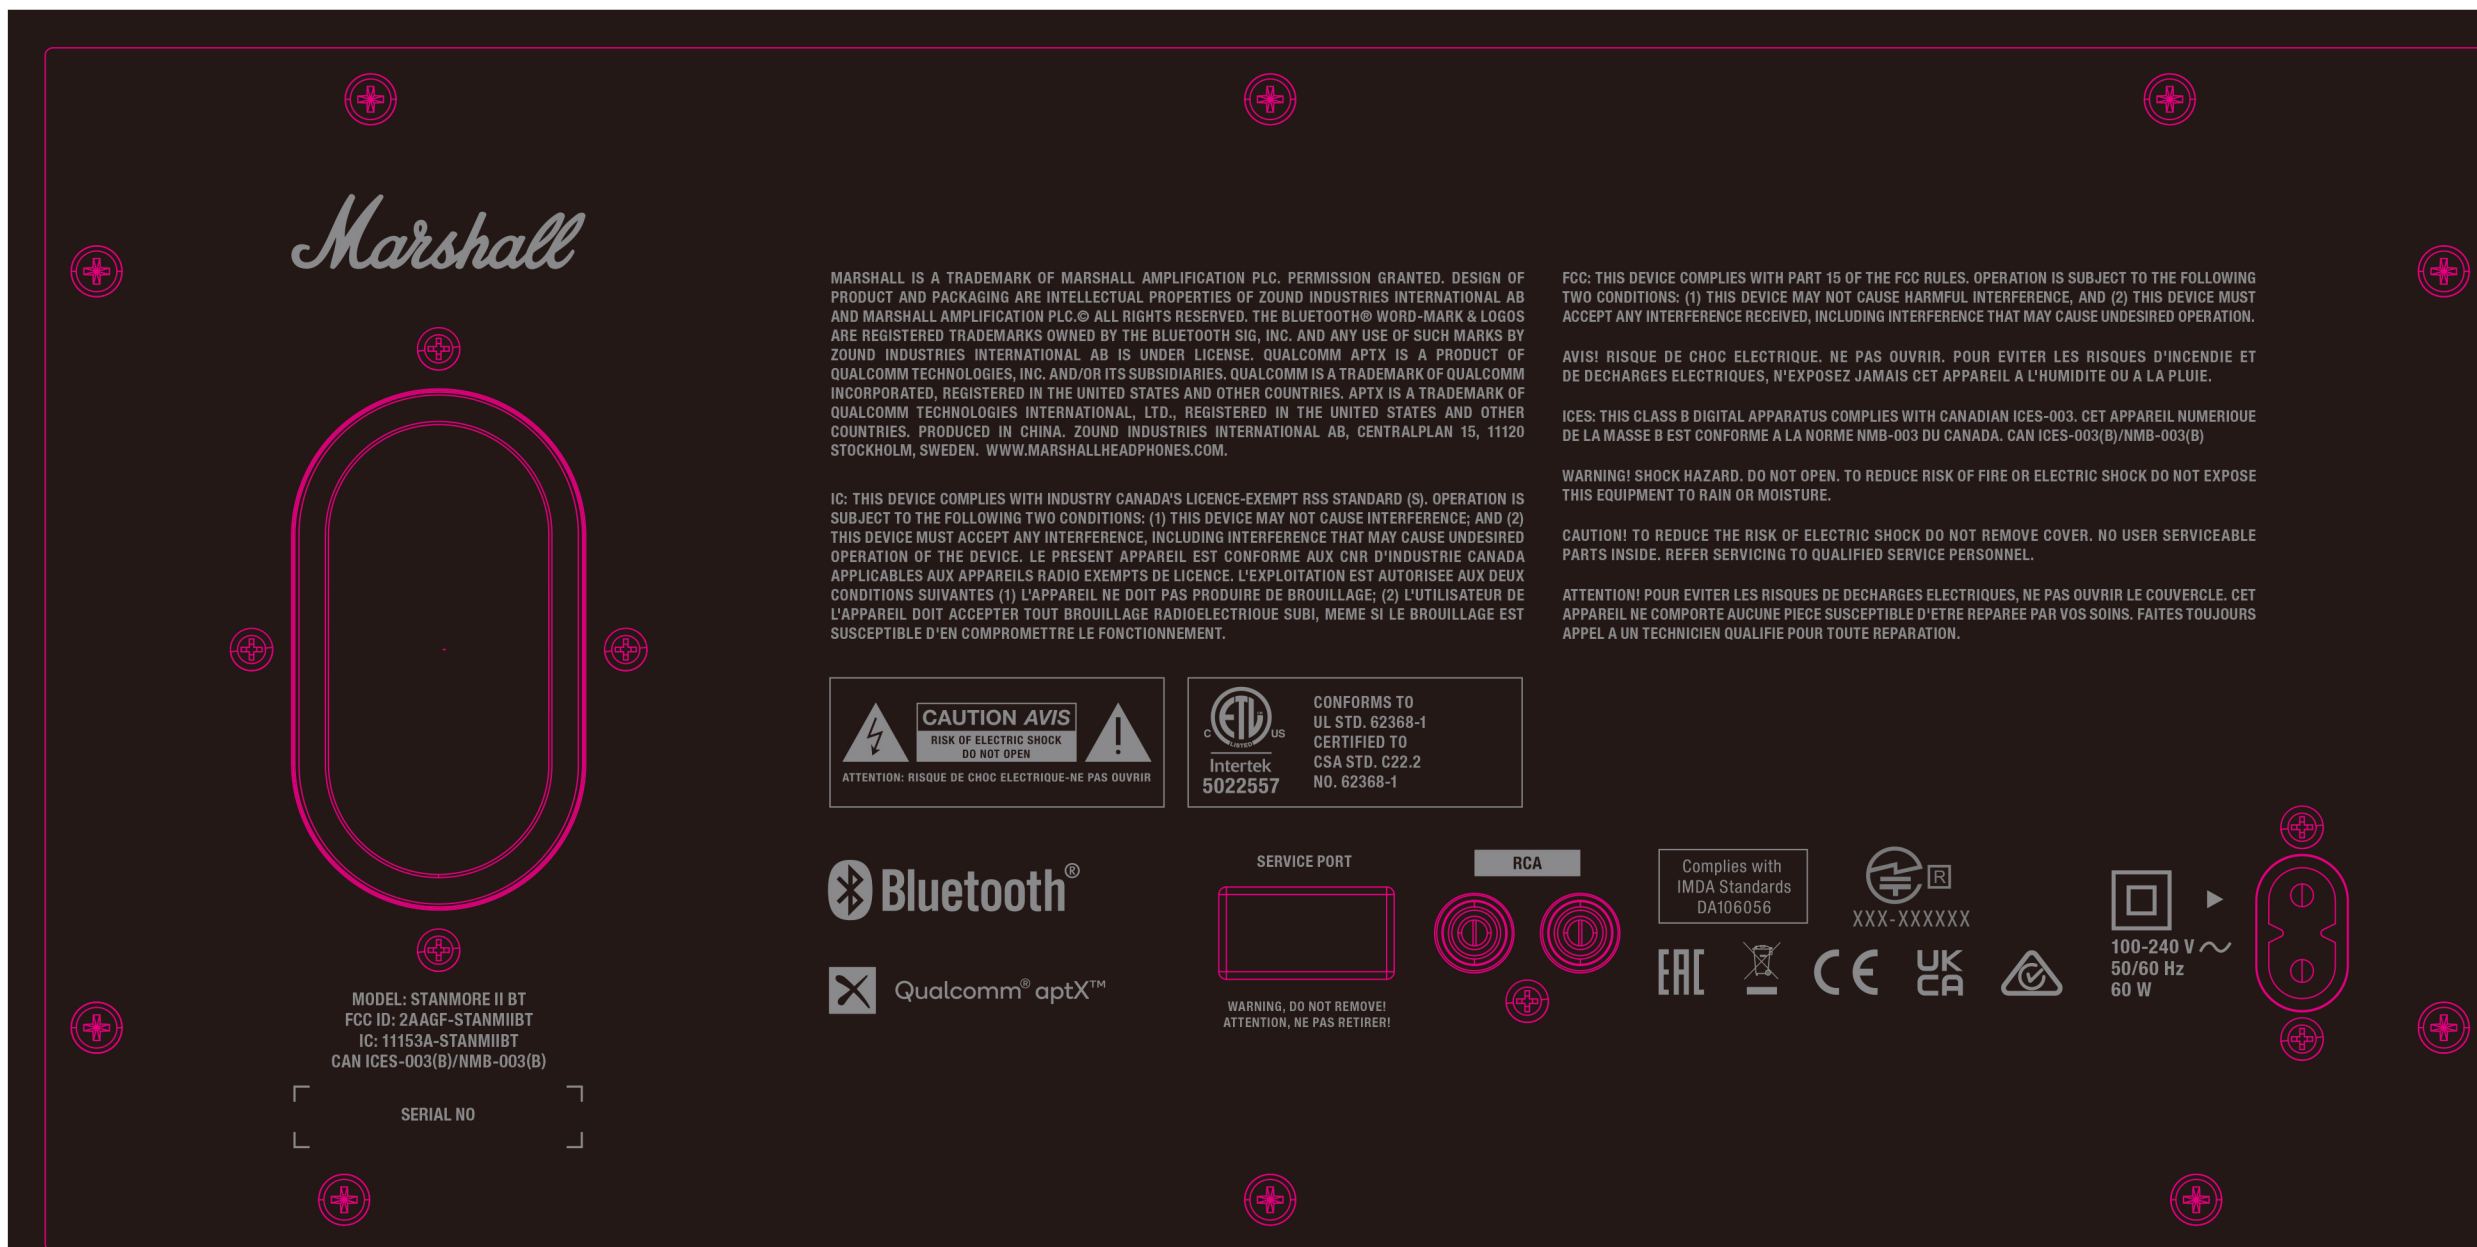 Marshall
MARSHALL IS A TRADEMARK OF MARSHALL AMPLIFICATION PLC. PERMISSION GRANTED. DESIGN OF
PRODUCT AND PACKAGING ARE INTELLECTUAL PROPERTIES OF ZOUND INDUSTRIES INTERNATIONAL AB
AND MARSHALL AMPLIFICATION PLC.© ALL RIGHTS RESERVED. THE BLUETOOTH® WORD-MARK & LOGOS
ARE REGISTERED TRADEMARKS OWNED BY THE BLUETOOTH SIG, INC. AND ANY USE OF SUCH MARKS BY
ZOUND INDUSTRIES INTERNATIONAL AB IS UNDER LICENSE. QUALCOMM APTX IS A PRODUCT OF
QUALCOMM TECHNOLOGIES, INC. AND/OR ITS SUBSIDIARIES. QUALCOMM IS A TRADEMARK OF QUALCOMM
INCORPORATED, REGISTERED IN THE UNITED STATES AND OTHER COUNTRIES. APTX IS A TRADEMARK OF
QUALCOMM TECHNOLOGIES INTERNATIONAL, LTD., REGISTERED IN THE UNITED STATES AND OTHER
COUNTRIES. PRODUCED IN CHINA. ZOUND INDUSTRIES INTERNATIONAL AB, CENTRALPLAN 15, 11120
STOCKHOLM, SWEDEN. WWW.MARSHALLHEADPHONES.COM.
IC: THIS DEVICE COMPLIES WITH INDUSTRY CANADA'S LICENCE-EXEMPT RSS STANDARD (S). OPERATION IS
SUBJECT TO THE FOLLOWING TWO CONDITIONS: (1) THIS DEVICE MAY NOT CAUSE INTERFERENCE; AND (2)
THIS DEVICE MUST ACCEPT ANY INTERFERENCE, INCLUDING INTERFERENCE THAT MAY CAUSE UNDESIRED
OPERATION OF THE DEVICE. LE PRESENT APPAREIL EST CONFORME AUX CNR D'INDUSTRIE CANADA
APPLICABLES AUX APPAREILS RADIO EXEMPTS DE LICENCE. L'EXPLOITATION EST AUTORISEE AUX DEUX
CONDITIONS SUIVANTES (1) L'APPAREIL NE DOIT PAS PRODUIRE DE BROUILLAGE; (2) L'UTILISATEUR DE
L'APPAREIL DOIT ACCEPTER TOUT BROUILLAGE RADIOELECTRIOUE SUBI, MEME SI LE BROUILLAGE EST
SUSCEPTIBLE D'EN COMPROMETTRE LE FONCTIONNEMENT.
FCC: THIS DEVICE COMPLIES WITH PART 15 OF THE FCC RULES. OPERATION IS SUBJECT TO THE FOLLOWING
TWO CONDITIONS: (1) THIS DEVICE MAY NOT CAUSE HARMFUL INTERFERENCE, AND (2) THIS DEVICE MUST
ACCEPT ANY INTERFERENCE RECEIVED, INCLUDING INTERFERENCE THAT MAY CAUSE UNDESIRED OPERATION.
AVIS! RISQUE DE CHOC ELECTRIQUE. NE PAS OUVRIR. POUR EVITER LES RISQUES D'INCENDIE ET
DE DECHARGES ELECTRIQUES, N'EXPOSEZ JAMAIS CET APPAREIL A L'HUMIDITE OU A LA PLUIE.
ICES: THIS CLASS B DIGITAL APPARATUS COMPLIES WITH CANADIAN ICES-003. CET APPAREIL NUMERIOUE
DE LA MASSE B EST CONFORME A LA NORME NMB-003 DU CANADA. CAN ICES-003(B)/NMB-003(B)
WARNING! SHOCK HAZARD. DO NOT OPEN. TO REDUCE RISK OF FIRE OR ELECTRIC SHOCK DO NOT EXPOSE
THIS EQUIPMENT TO RAIN OR MOISTURE.
CAUTION! TO REDUCE THE RISK OF ELECTRIC SHOCK DO NOT REMOVE COVER. NO USER SERVICEABLE
PARTS INSIDE. REFER SERVICING TO QUALIFIED SERVICE PERSONNEL.
ATTENTION! POUR EVITER LES RISQUES DE DECHARGES ELECTRIQUES, NE PAS OUVRIR LE COUVERCLE. CET
APPAREIL NE COMPORTE AUCUNE PIECE SUSCEPTIBLE D'ETRE REPAREE PAR VOS SOINS. FAITES TOUJOURS
APPEL A UN TECHNICIEN QUALIFIE POUR TOUTE REPARATION.
CAUTION AVIS
RISK OF ELECTRIC SHOCK
DO NOT OPEN
ATTENTION: RISQUE DE CHOC ELECTRIQUE-NE PAS OUVRIR
ETL
LISTED
C US
Intertek
5022557
CONFORMS TO
UL STD. 62368-1
CERTIFIED TO
CSA STD. C22.2
NO. 62368-1
Bluetooth®
Qualcomm® aptX™
SERVICE PORT
WARNING, DO NOT REMOVE!
ATTENTION, NE PAS RETIRER!
RCA
Complies with
IMDA Standards
DA106056
R
XXX-XXXXXX
EAC
CE
UK
CA
100-240 V
50/60 Hz
60 W
MODEL: STANMORE II BT
FCC ID: 2AAGF-STANMIIBT
IC: 11153A-STANMIIBT
CAN ICES-003(B)/NMB-003(B)
SERIAL NO